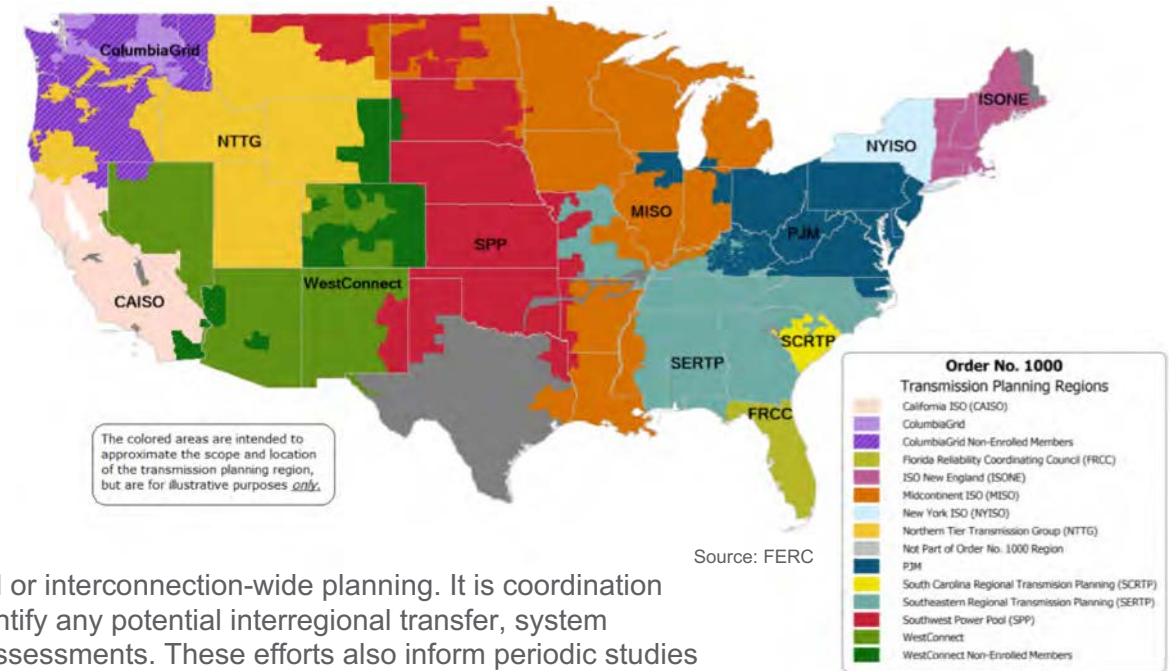 ColumbiaGrid
ISONE
NTTG
NYISO
MISO
PJM
SPP
WestConnect
CAISO
SCRTP
SERTP
FRCC
The colored areas are intended to
approximate the scope and location
of the transmission planning region,
but are for illustrative purposes only.
Order No. 1000
Transmission Planning Regions
California ISO (CAISO)
ColumbiaGrid
ColumbiaGrid Non-Enrolled Members
Florida Reliability Coordinating Council (FRCC)
ISO New England (ISONE)
Midcontinent ISO (MISO)
New York ISO (NYISO)
Northern Tier Transmission Group (NTTG)
Not Part of Order No. 1000 Region
PJM
South Carolina Regional Transmision Planning (SCRTP)
Southeastern Regional Transmission Planning (SERTP)
Southwest Power Pool (SPP)
WestConnect
WestConnect Non-Enrolled Members
Source: FERC
or interconnection-wide planning. It is coordination
ntify any potential interregional transfer, system
ssessments. These efforts also inform periodic studies